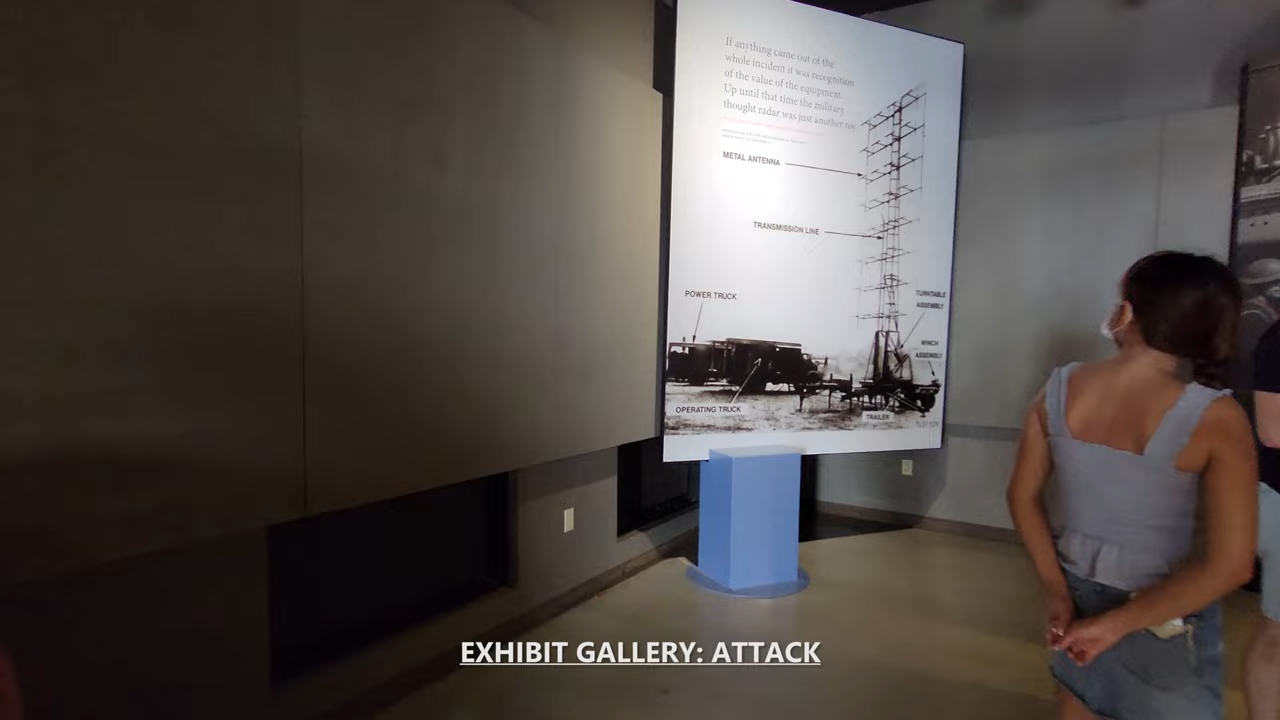 If anything came out of the
whole incident it was recognition
of the value of the equipment.
Up until that time the military
thought radar was just another
METAL ANTENNA
TRANSMISSION LINE
POWER TRUCK
TURNTABLE
ASSEMBLY
WINCH
ASSEMBLY
OPERATING TRUCK
TRAILER
EXHIBIT GALLERY: ATTACK